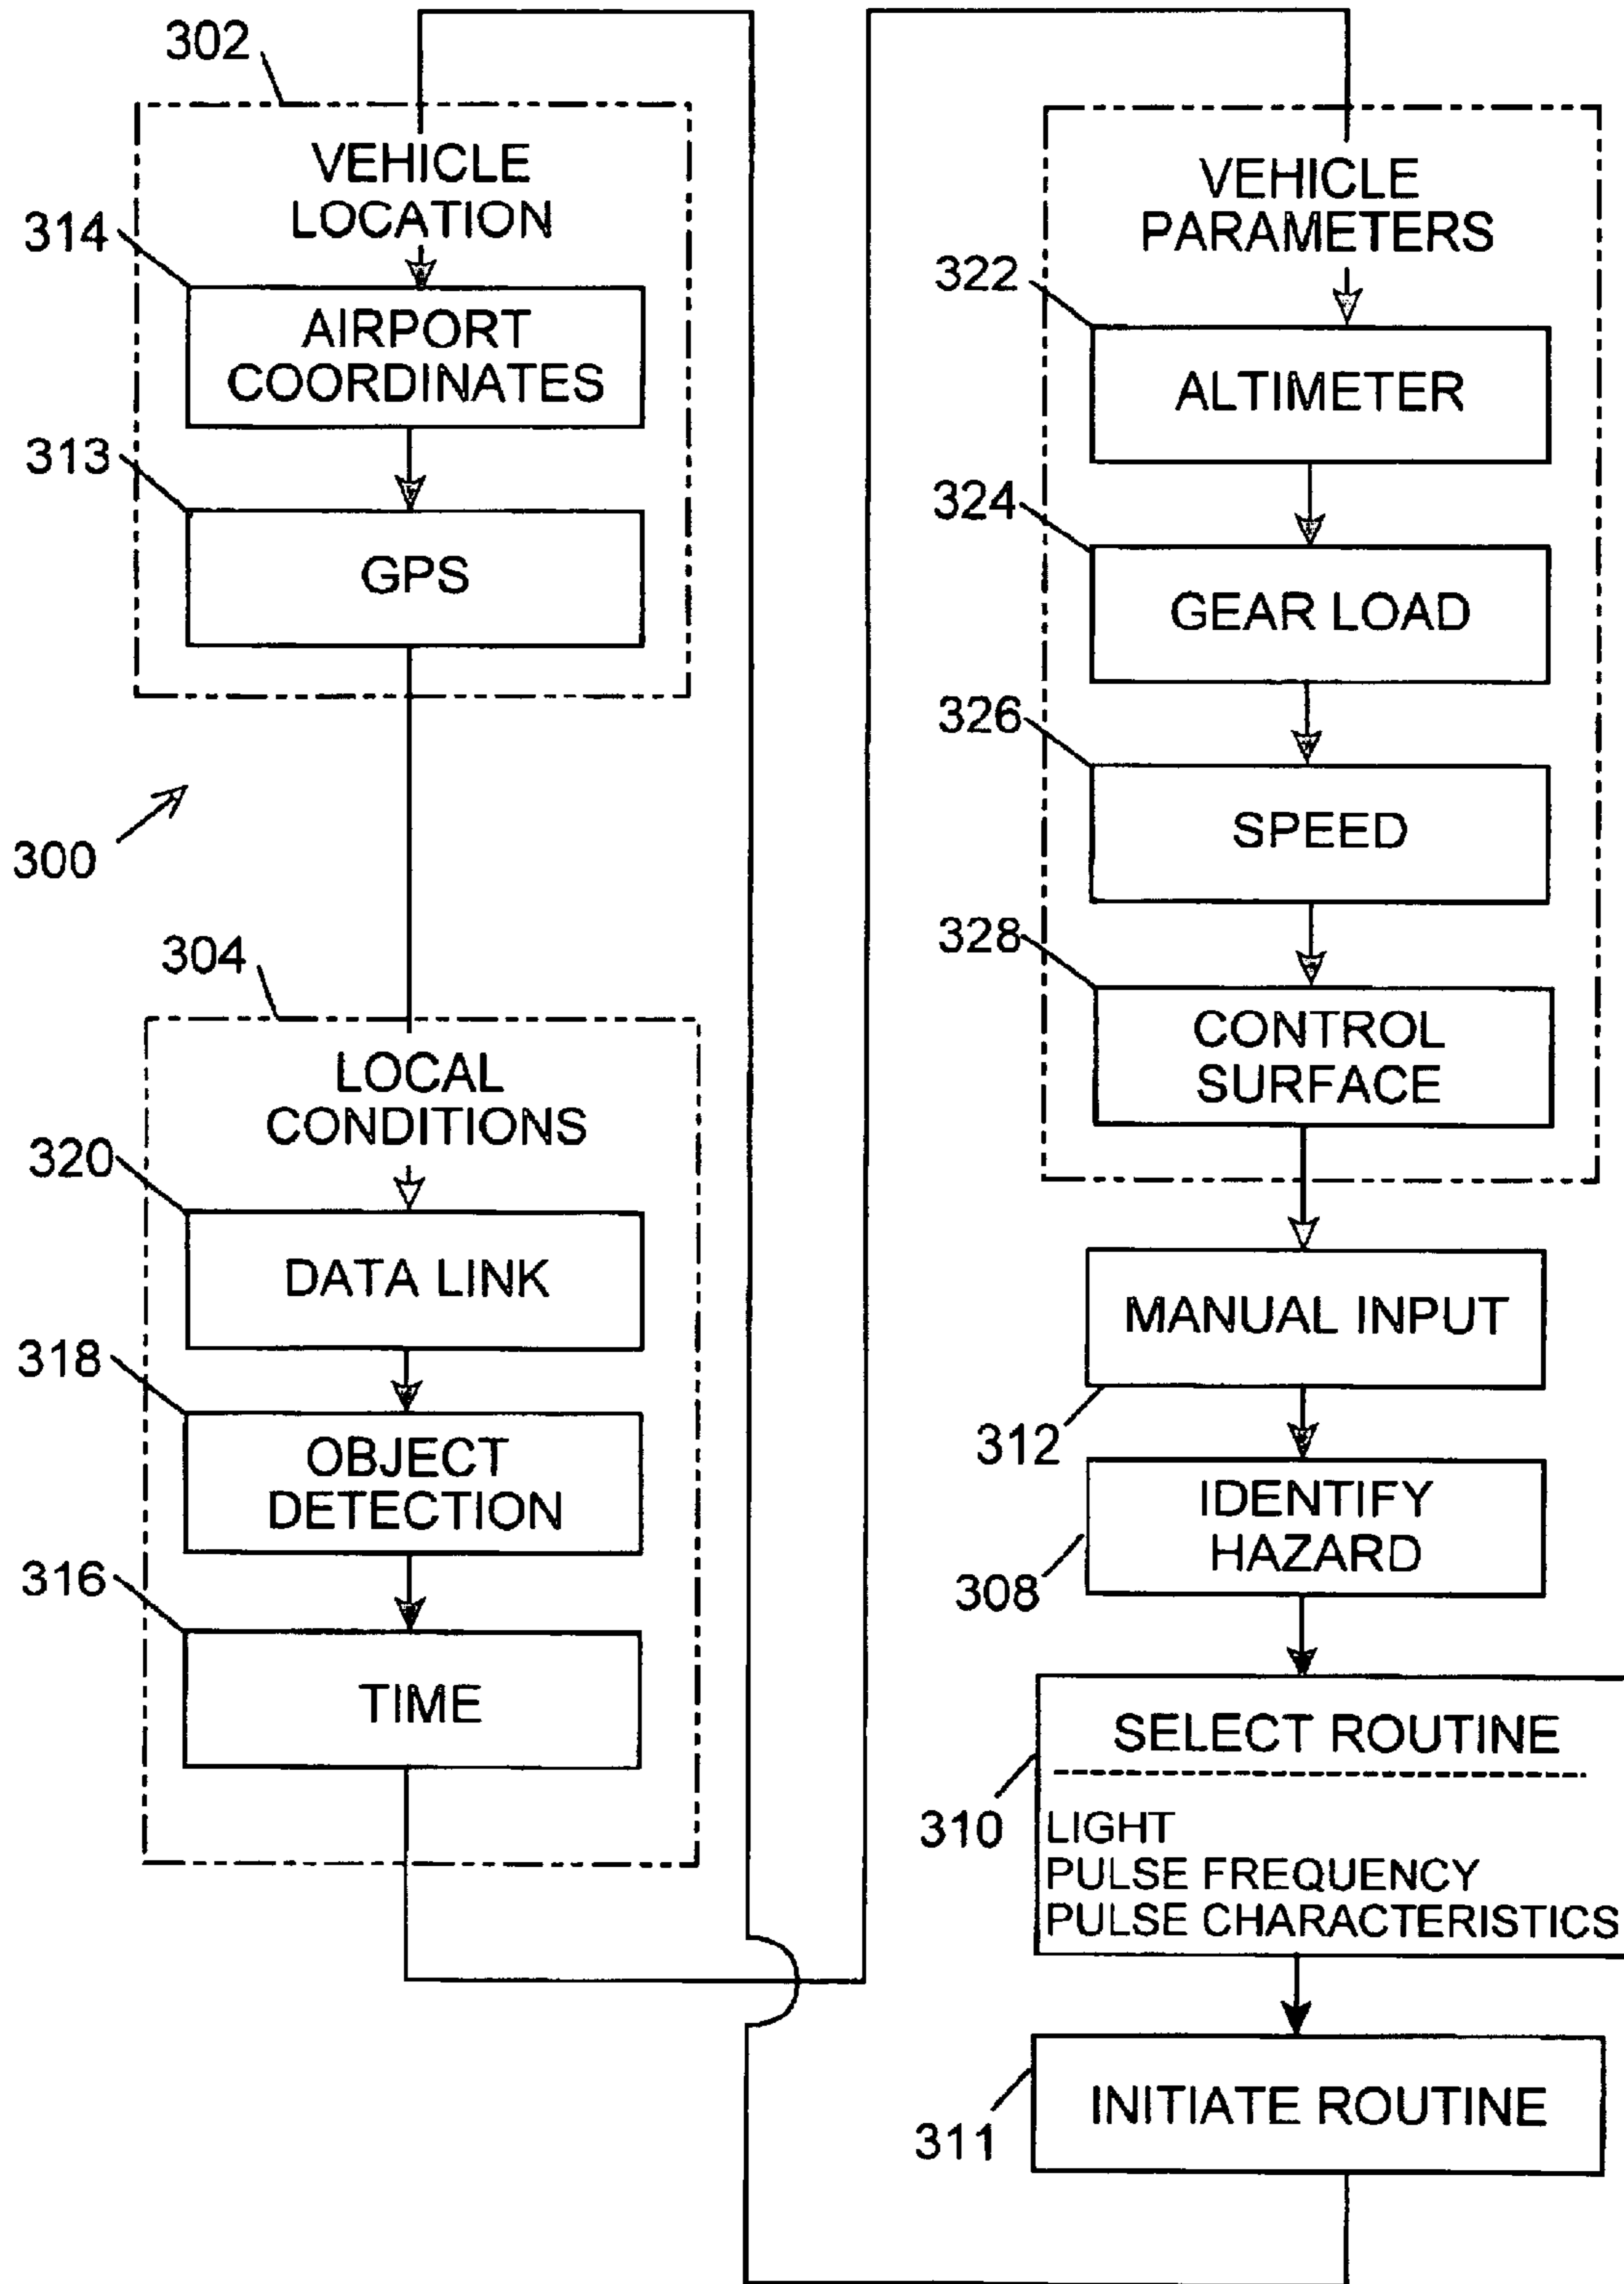 302
VEHICLE
LOCATION
314
AIRPORT
COORDINATES
313
GPS
300
304
LOCAL
CONDITIONS
320
DATA LINK
318
OBJECT
DETECTION
316
TIME
VEHICLE
PARAMETERS
322
ALTIMETER
324
GEAR LOAD
326
SPEED
328
CONTROL
SURFACE
MANUAL INPUT
312
IDENTIFY
HAZARD
308
SELECT ROUTINE
310
LIGHT
PULSE FREQUENCY
PULSE CHARACTERISTICS
INITIATE ROUTINE
311